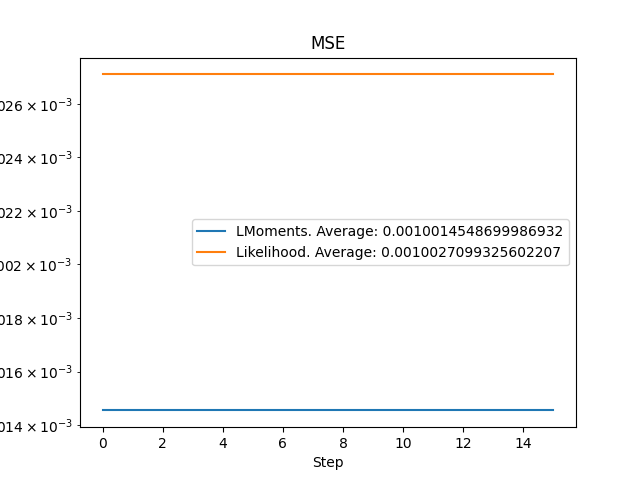 MSE
026 × 10⁻³
024 × 10⁻³
022 × 10⁻³
002 × 10⁻³
018 × 10⁻³
016 × 10⁻³
014 × 10⁻³
LMoments. Average: 0.0010014548699986932
Likelihood. Average: 0.0010027099325602207
0 2 4 6 8 10 12 14
Step